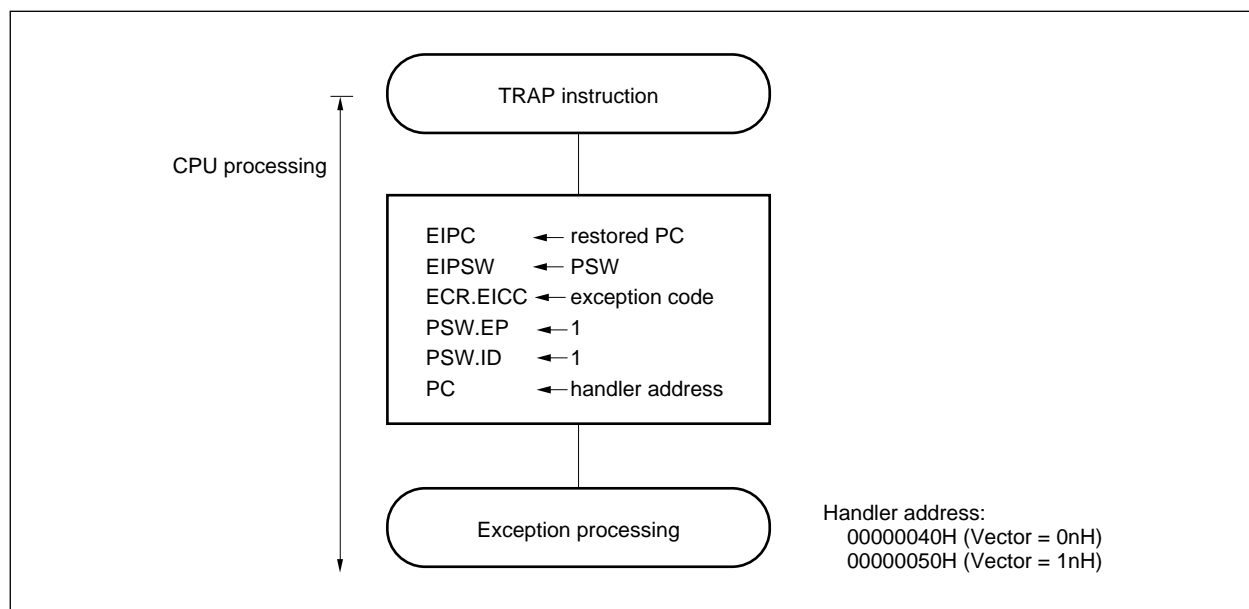 TRAP instruction
CPU processing
EIPC ← restored PC
EIPSW ← PSW
ECR.EICC ← exception code
PSW.EP ← 1
PSW.ID ← 1
PC ← handler address
Exception processing
Handler address:
00000040H (Vector = 0nH)
00000050H (Vector = 1nH)